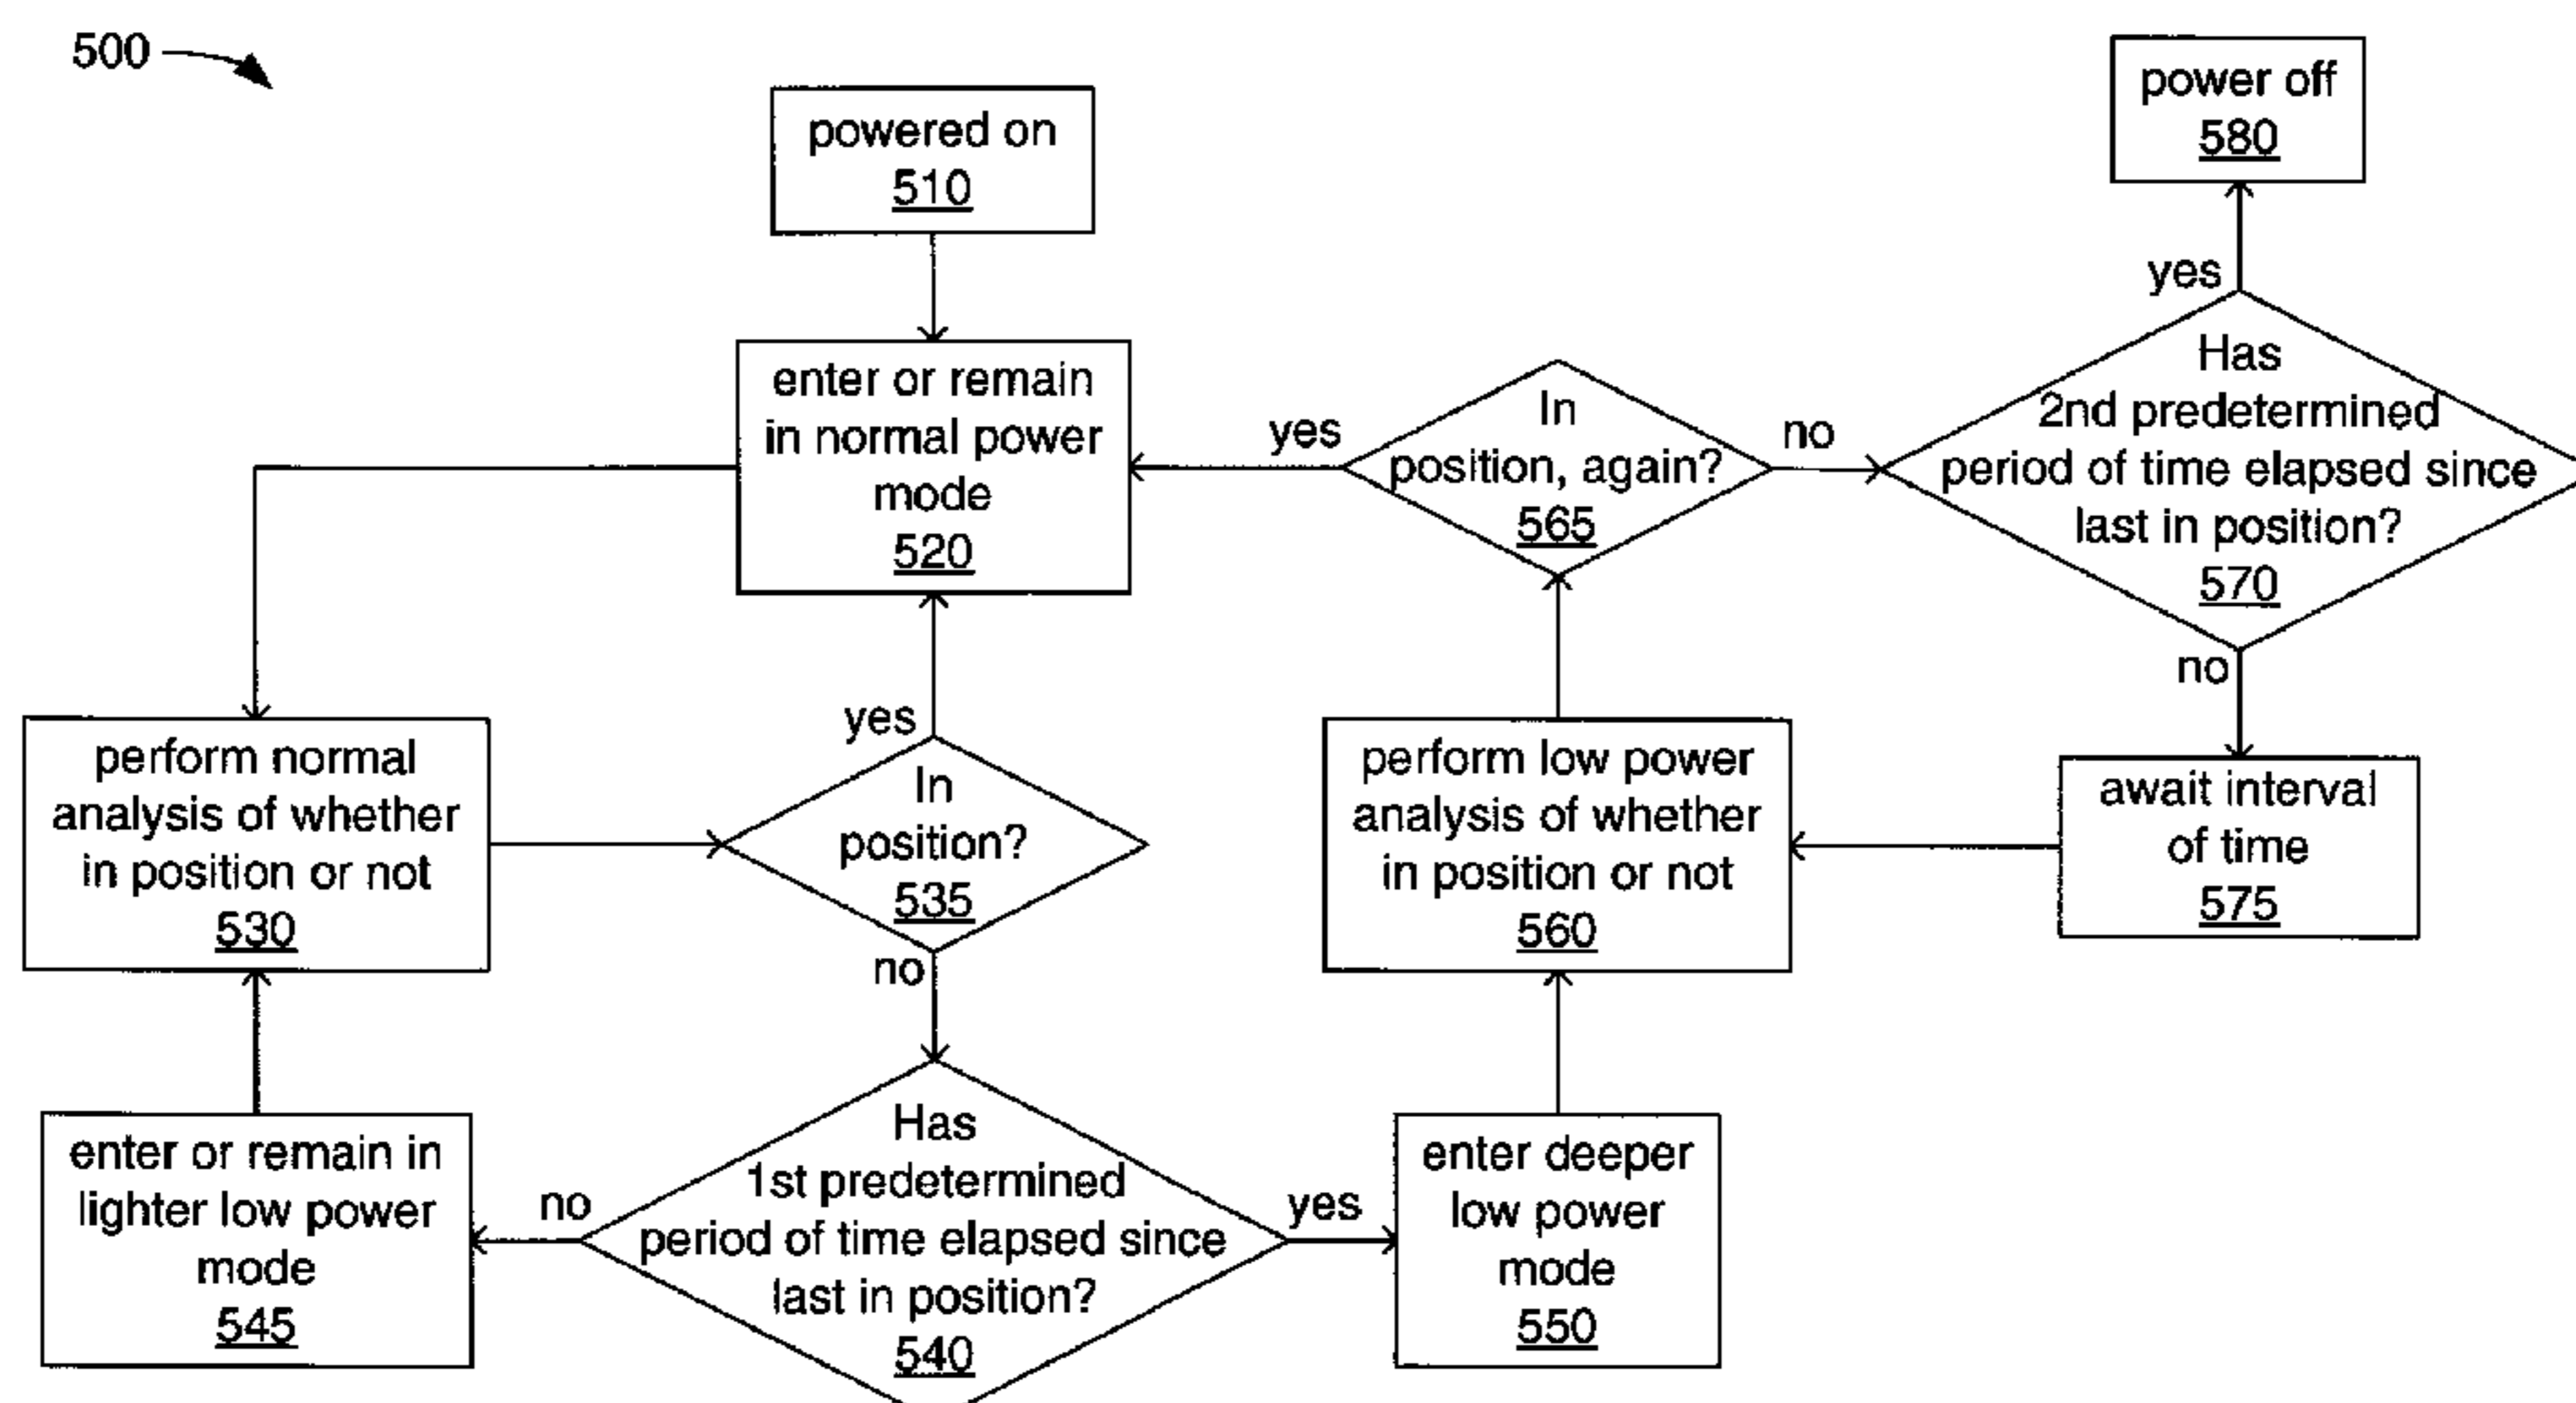 500
powered on
510
power off
580
enter or remain
in normal power
mode
520
yes
In
position, again?
565
no
yes
Has
2nd predetermined
period of time elapsed since
last in position?
570
no
perform normal
analysis of whether
in position or not
530
yes
In
position?
535
no
perform low power
analysis of whether
in position or not
560
await interval
of time
575
enter or remain in
lighter low power
mode
545
no
Has
1st predetermined
period of time elapsed since
last in position?
540
yes
enter deeper
low power
mode
550